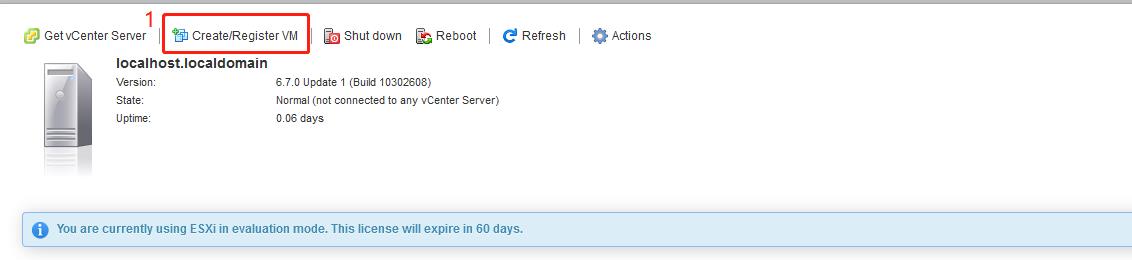 1
Get vCenter Server | Create/Register VM | Shut down Reboot | Refresh | Actions
localhost.localdomain
Version: 6.7.0 Update 1 (Build 10302608)
State: Normal (not connected to any vCenter Server)
Uptime: 0.06 days
You are currently using ESXi in evaluation mode. This license will expire in 60 days.